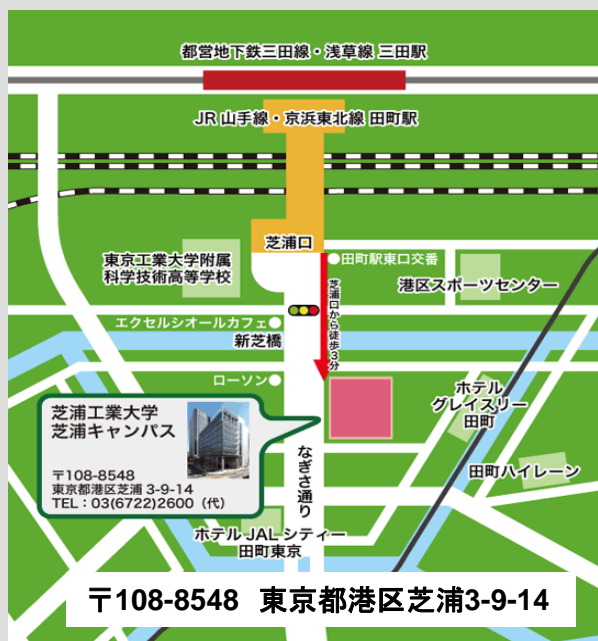 都営地下鉄三田線・浅草線 三田駅
JR 山手線・京浜東北線 田町駅
芝浦口
田町駅東口交番
東京工業大学附属
科学技術高等学校
港区スポーツセンター
芝浦口から徒歩3分
エクセルシオールカフェ
新芝橋
ローソン
ホテル
グレイスリー
田町
芝浦工業大学
芝浦キャンパス
〒108-8548
東京都港区芝浦 3-9-14
TEL：03(6722)2600（代）
なぎさ通り
田町ハイレーン
ホテル JAL シティー
田町東京
〒108-8548 東京都港区芝浦3-9-14